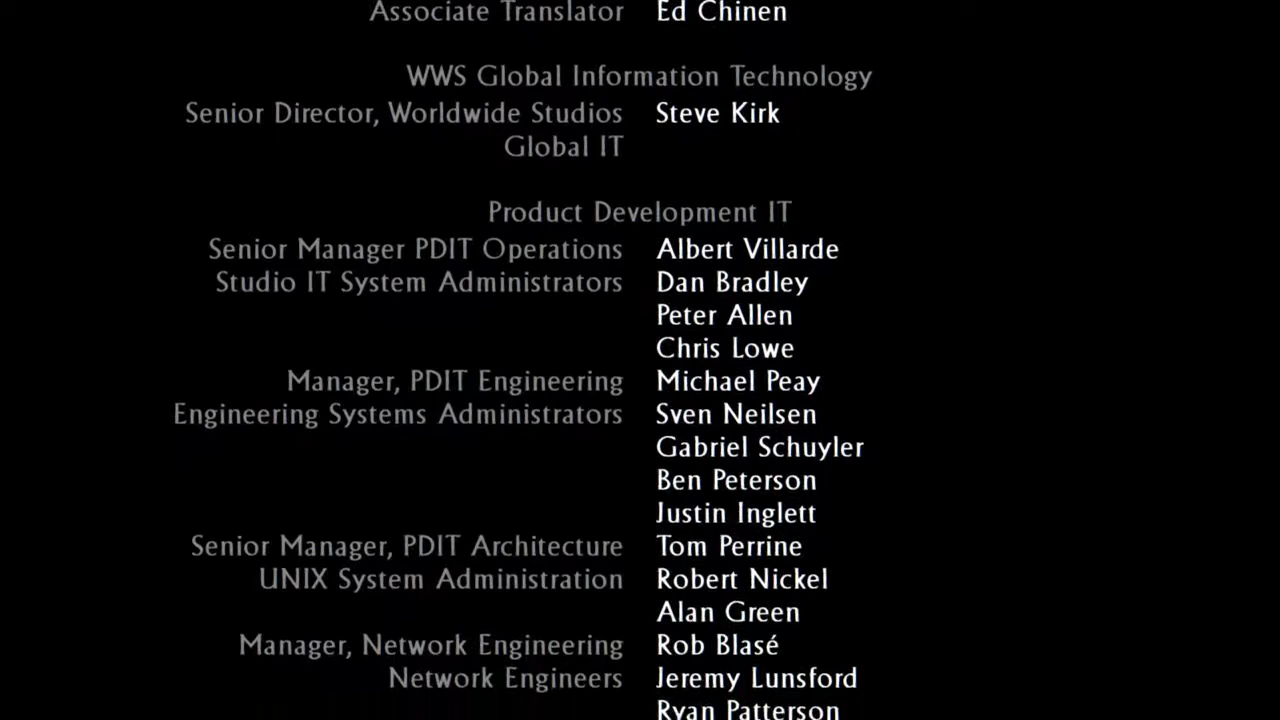 Associate Translator Ed Chinen
WWS Global Information Technology
Senior Director, Worldwide Studios Steve Kirk
Global IT
Product Development IT
Senior Manager PDIT Operations Albert Villarde
Studio IT System Administrators Dan Bradley
Peter Allen
Chris Lowe
Manager, PDIT Engineering Michael Peay
Engineering Systems Administrators Sven Neilsen
Gabriel Schuyler
Ben Peterson
Justin Inglett
Senior Manager, PDIT Architecture Tom Perrine
UNIX System Administration Robert Nickel
Alan Green
Manager, Network Engineering Rob Blasé
Network Engineers Jeremy Lunsford
Ryan Patterson